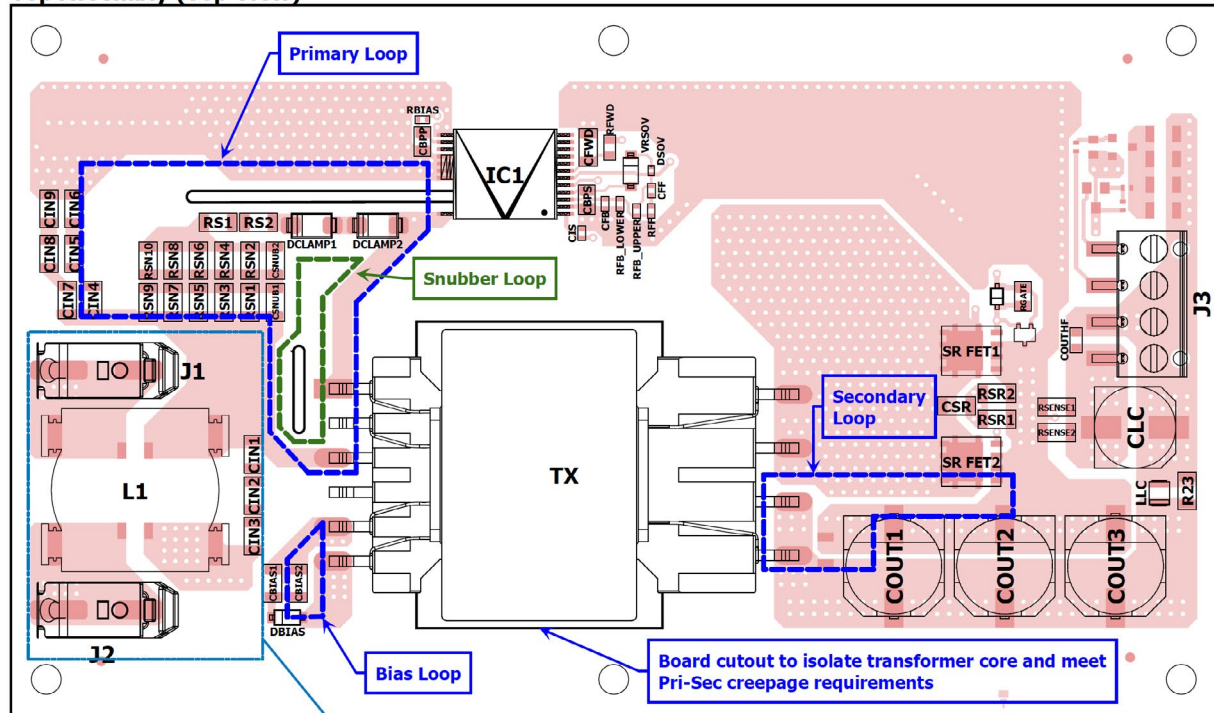 Primary Loop
RBIAS
CBPP
IC1
CFWD
RFWD
VRSOV
DSOV
CFF
CBPS
CFB
RFB_LOWER
RFB_UPPER
RFF
C2S
CIN9
CIN6
CIN8
CIN5
CIN7
CIN4
RS1
RS2
DCLAMP1
DCLAMP2
RSN10
RSN8
RSN6
RSN4
RSN2
CSNUB2
RSN9
RSN7
RSN5
RSN3
RSN1
CSNUB1
Snubber Loop
J1
L1
CIN1
CIN2
CIN3
J2
CBIAS1
CBIAS2
DBIAS
Bias Loop
TX
Secondary
Loop
SR FET1
RGATE
COUTHF
J3
CSR
RSR2
RSR1
RSENSE1
RSENSE2
CLC
SR FET2
LLC
R23
COUT1
COUT2
COUT3
Board cutout to isolate transformer core and meet
Pri-Sec creepage requirements